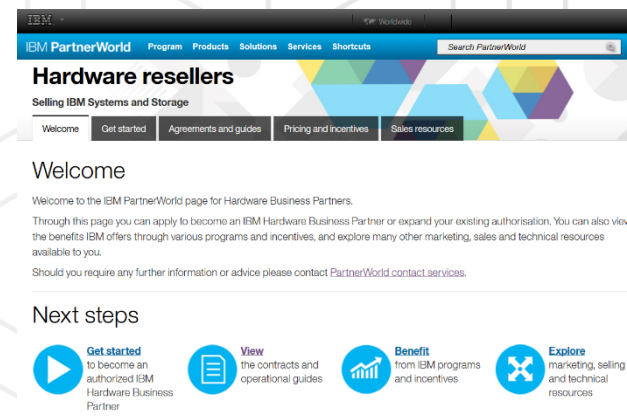 IBM
Worldwide
IBM PartnerWorld Program Products Solutions Services Shortcuts Search PartnerWorld
Hardware resellers
Selling IBM Systems and Storage
Welcome Get started Agreements and guides Pricing and incentives Sales resources
Welcome
Welcome to the IBM PartnerWorld page for Hardware Business Partners.
Through this page you can apply to become an IBM Hardware Business Partner or expand your existing authorisation. You can also view
the benefits IBM offers through various programs and incentives, and explore many other marketing, sales and technical resources
available to you.
Should you require any further information or advice please contact PartnerWorld contact services.
Next steps
Get started
to become an
authorized IBM
Hardware Business
Partner
View
the contracts and
operational guides
Benefit
from IBM programs
and incentives
Explore
marketing, selling
and technical
resources